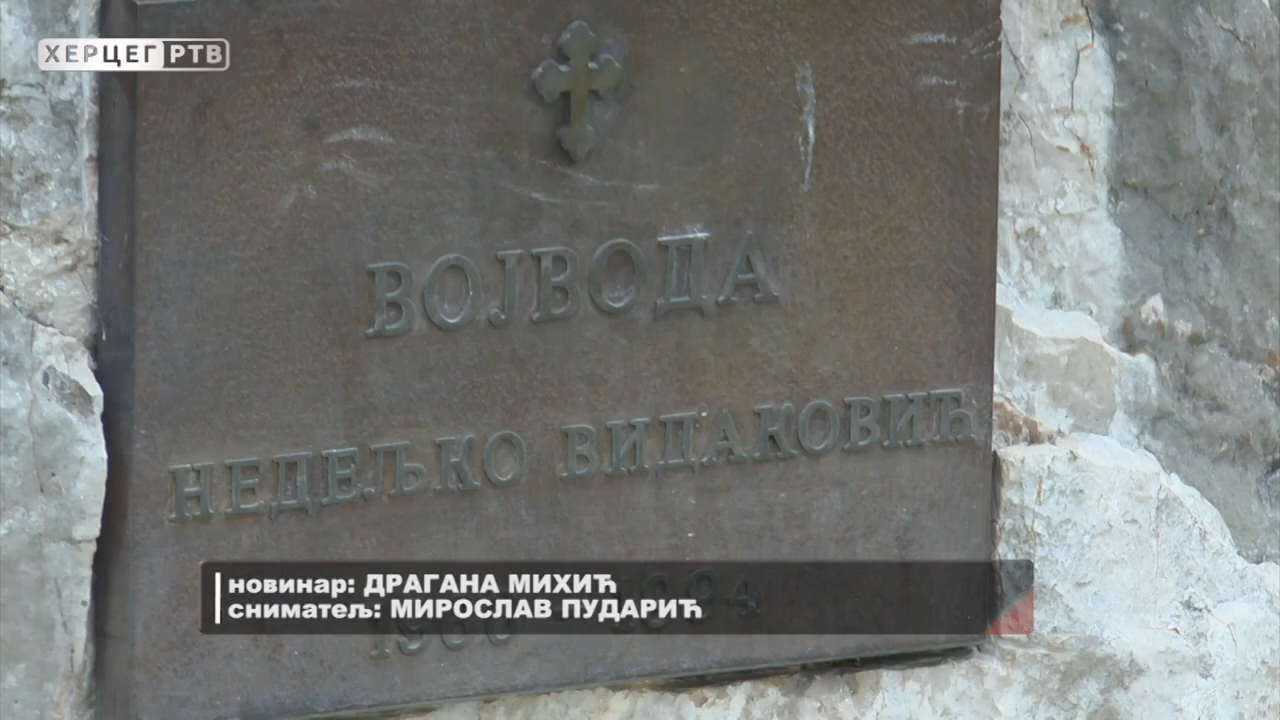 ХЕРЦЕГ РТВ
ВОЈВОДА
НЕДЕЉКО ВИДАКОВИЋ
новинар: ДРАГАНА МИХИЋ
сниматељ: МИРОСЛАВ ПУДАРИЋ